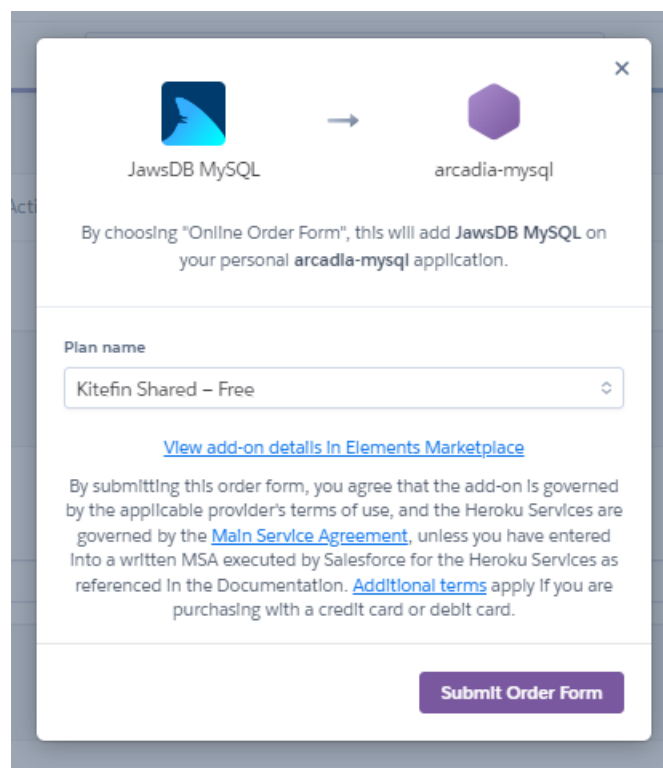 JawsDB MySQL
arcadia-mysql
Acti
By choosing "Online Order Form", this will add JawsDB MySQL on
your personal arcadia-mysql application.
Plan name
Kitefin Shared – Free
View add-on details in Elements Marketplace
By submitting this order form, you agree that the add-on is governed
by the applicable provider's terms of use, and the Heroku Services are
governed by the Main Service Agreement, unless you have entered
into a written MSA executed by Salesforce for the Heroku Services as
referenced in the Documentation. Additional terms apply if you are
purchasing with a credit card or debit card.
Submit Order Form